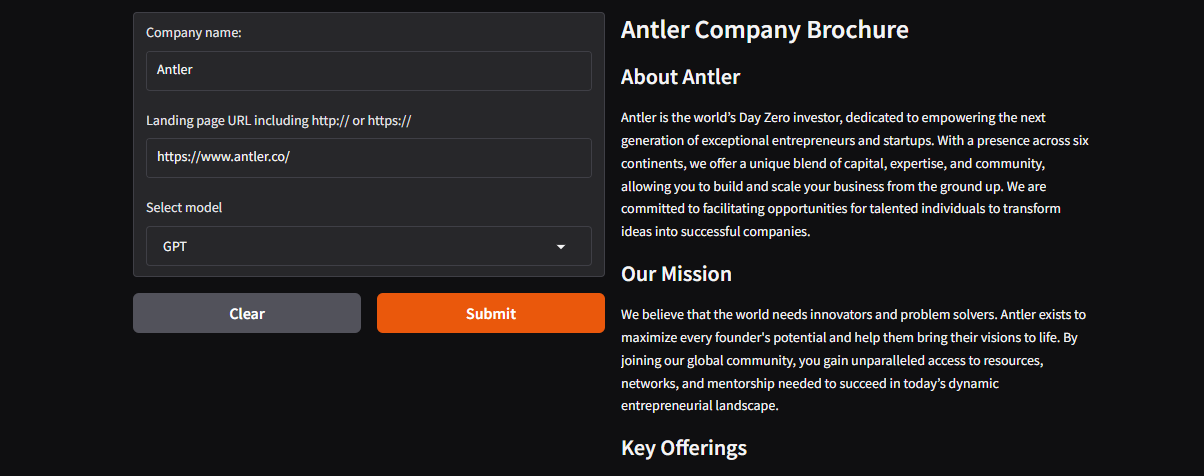 Company name:
Antler
Landing page URL including http:// or https://
https://www.antler.co/
Select model
GPT
Clear
Submit
Antler Company Brochure
About Antler
Antler is the world’s Day Zero investor, dedicated to empowering the next
generation of exceptional entrepreneurs and startups. With a presence across six
continents, we offer a unique blend of capital, expertise, and community,
allowing you to build and scale your business from the ground up. We are
committed to facilitating opportunities for talented individuals to transform
ideas into successful companies.
Our Mission
We believe that the world needs innovators and problem solvers. Antler exists to
maximize every founder's potential and help them bring their visions to life. By
joining our global community, you gain unparalleled access to resources,
networks, and mentorship needed to succeed in today’s dynamic
entrepreneurial landscape.
Key Offerings